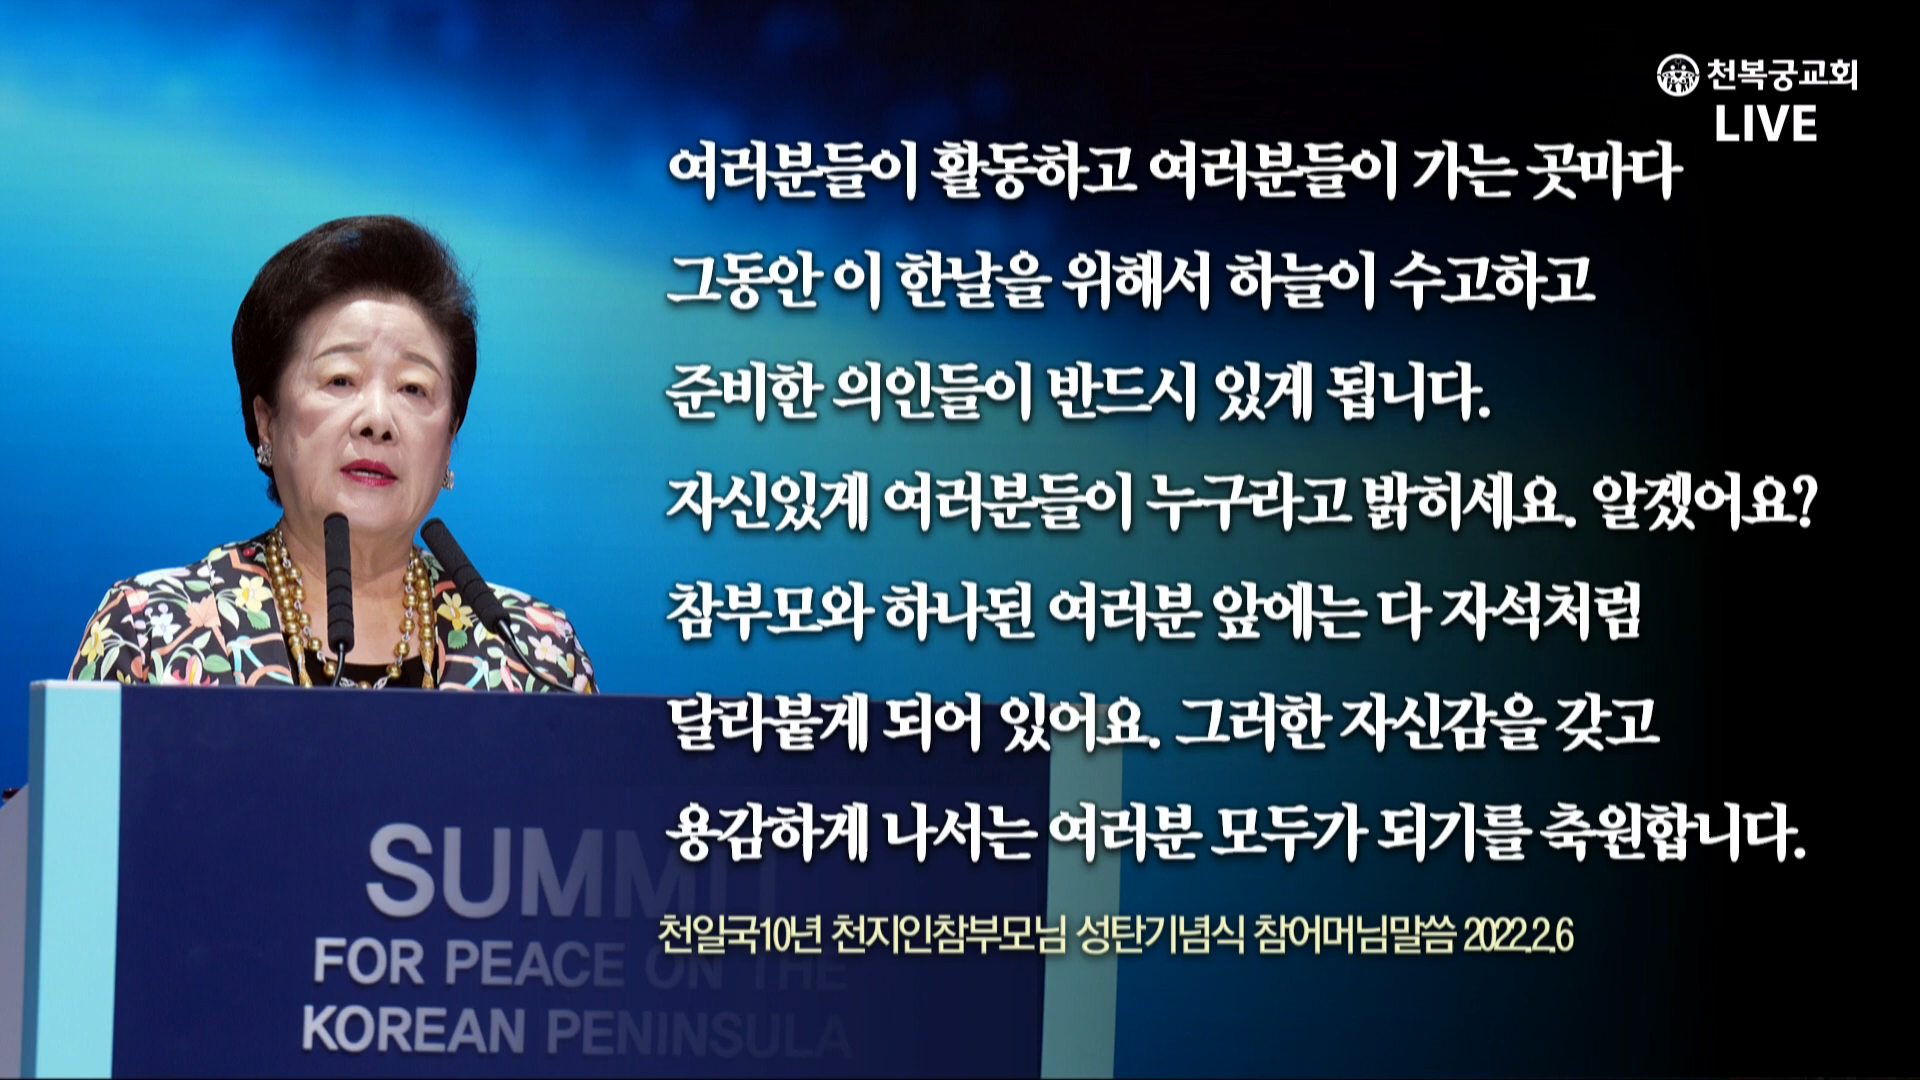 천복궁교회
LIVE
여러분들이 활동하고 여러분들이 가는 곳마다
그동안 이 한날을 위해서 하늘이 수고하고
준비한 의인들이 반드시 있게 됩니다.
자신있게 여러분들이 누구라고 밝히세요. 알겠어요?
참부모와 하나된 여러분 앞에는 다 자석처럼
달라붙게 되어 있어요. 그러한 자신감을 갖고
용감하게 나서는 여러분 모두가 되기를 축원합니다.
천일국10년 천지인참부모님 성탄기념식 참어머님말씀 2022.2.6
SUMMIT
FOR PEACE ON THE
KOREAN PENINSULA